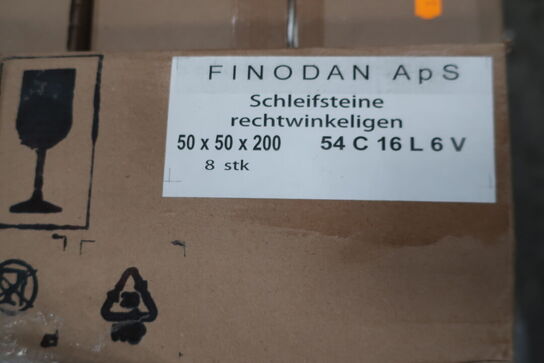 FINODAN ApS
Schleifsteine
rechtwinkeligen
50 x 50 x 200 54 C 16 L 6 V
8 stk